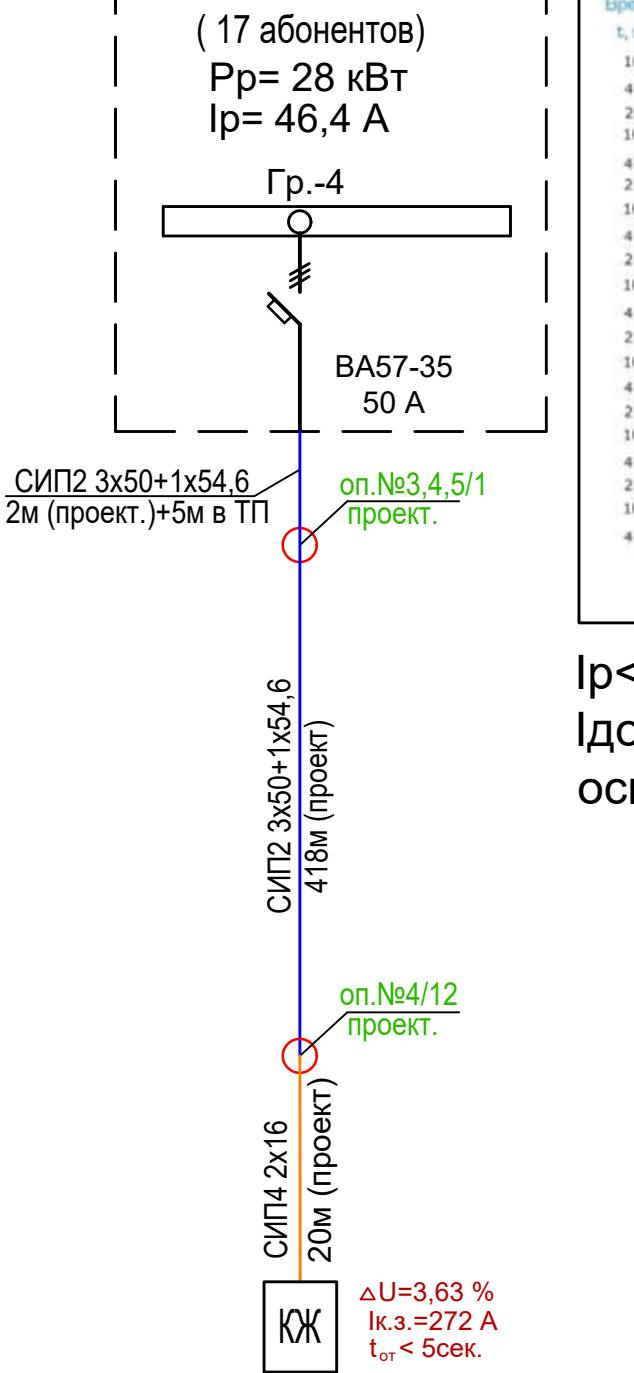 ( 17 абонентов)
Рр= 28 кВт
Iр= 46,4 А
Гр.-4
ВА57-35
50 А
СИП2 3х50+1х54,6
2м (проект.)+5м в ТП
оп.№3,4,5/1
проект.
СИП2 3х50+1х54,6
418м (проект)
оп.№4/12
проект.
СИП4 2х16
20м (проект)
КЖ
△U=3,63 %
Iк.з.=272 А
tот< 5сек.
Iр<